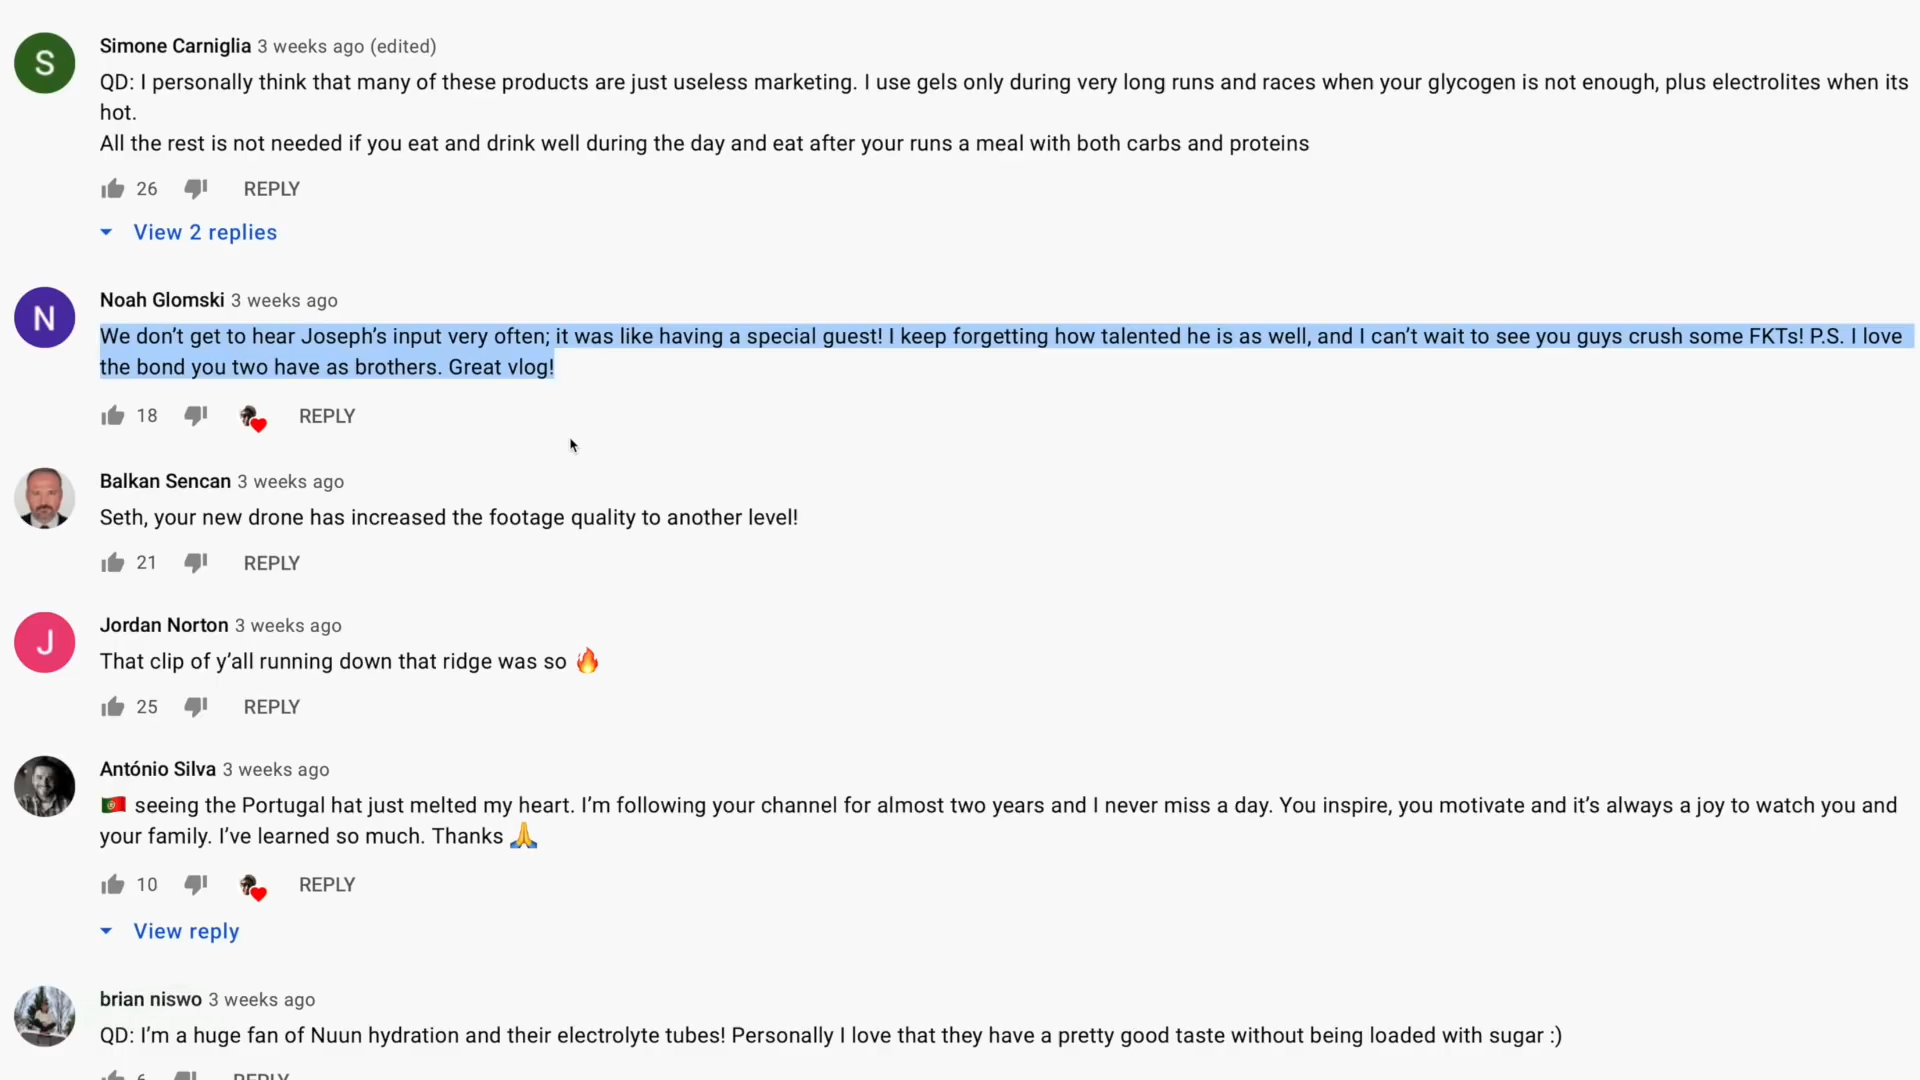 S
Simone Carniglia 3 weeks ago (edited)
QD: I personally think that many of these products are just useless marketing. I use gels only during very long runs and races when your glycogen is not enough, plus electrolites when its
hot.
All the rest is not needed if you eat and drink well during the day and eat after your runs a meal with both carbs and proteins
26 REPLY
View 2 replies
N
Noah Glomski 3 weeks ago
We don’t get to hear Joseph’s input very often; it was like having a special guest! I keep forgetting how talented he is as well, and I can’t wait to see you guys crush some FKTs! P.S. I love
the bond you two have as brothers. Great vlog!
18 REPLY
Balkan Sencan 3 weeks ago
Seth, your new drone has increased the footage quality to another level!
21 REPLY
J
Jordan Norton 3 weeks ago
That clip of y’all running down that ridge was so 🔥
25 REPLY
António Silva 3 weeks ago
🇵🇹 seeing the Portugal hat just melted my heart. I’m following your channel for almost two years and I never miss a day. You inspire, you motivate and it’s always a joy to watch you and
your family. I’ve learned so much. Thanks 🙏
10 REPLY
View reply
brian niswo 3 weeks ago
QD: I’m a huge fan of Nuun hydration and their electrolyte tubes! Personally I love that they have a pretty good taste without being loaded with sugar :)
6 REPLY